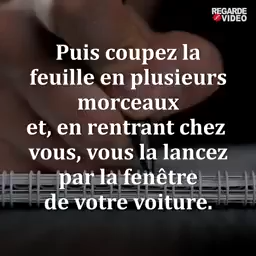 REGARDE
VIDEO
Puis coupez la
feuille en plusieurs
morceaux
et, en rentrant chez
vous, vous la lancez
par la fenêtre
de votre voiture.